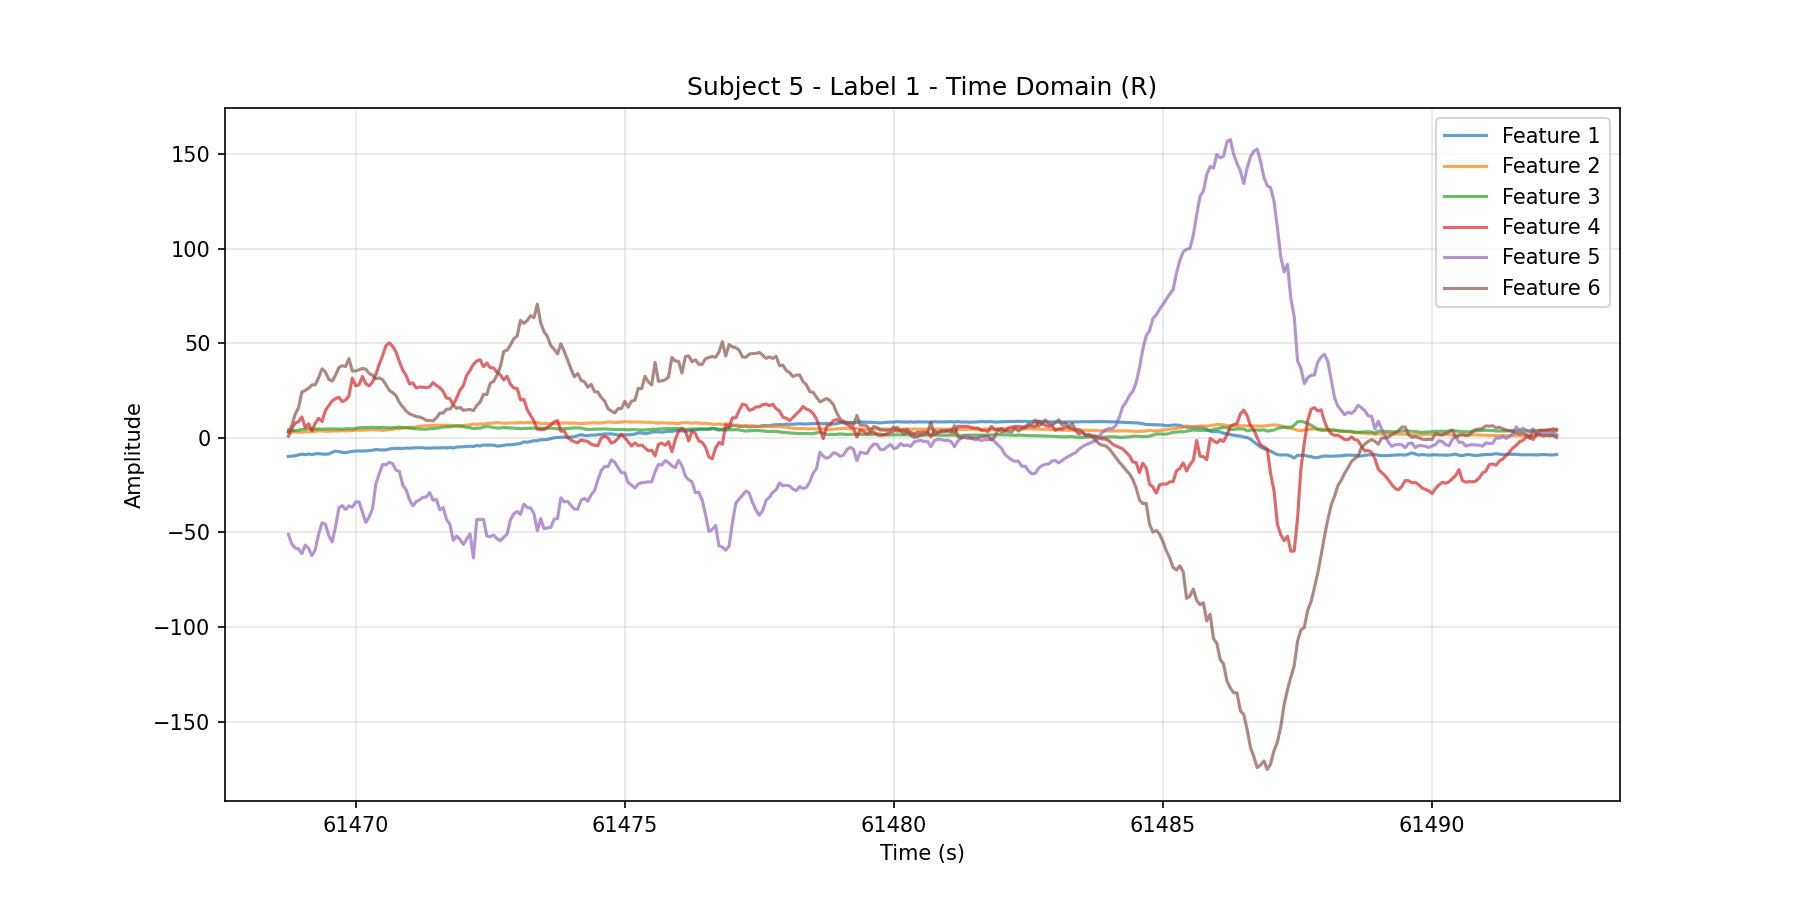 Subject 5 - Label 1 - Time Domain (R)
Feature 1
Feature 2
Feature 3
Feature 4
Feature 5
Feature 6
150
100
50
0
−50
−100
−150
Amplitude
61470
61475
61480
61485
61490
Time (s)